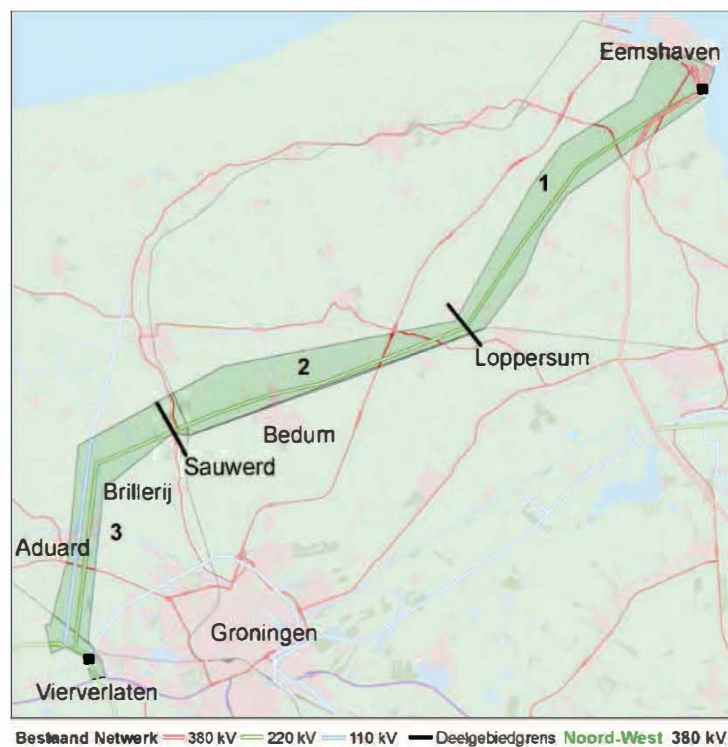 Eemshaven
1
Loppersum
2
Bedum
Sauwerd
Brillerij
3
Aduard
Groningen
Vierverlaten
Bestaand Netwerk 380 kV 220 kV 110 kV Deelgebiedgrens Noord-West 380 kV